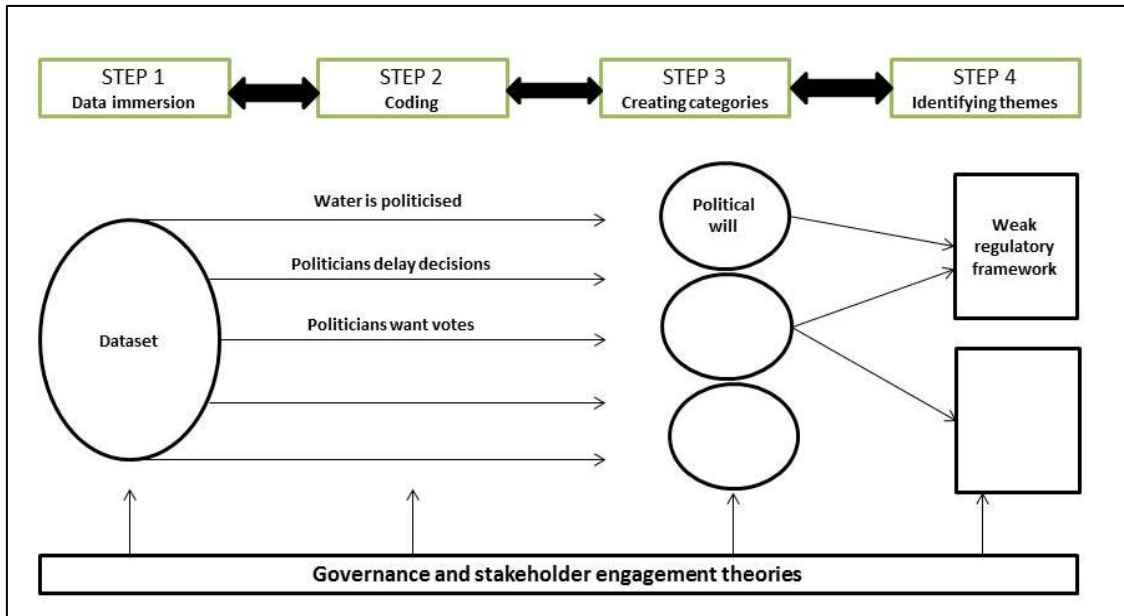 STEP 1
Data immersion
STEP 2
Coding
STEP 3
Creating categories
STEP 4
Identifying themes
Water is politicised
Politicians delay decisions
Politicians want votes
Dataset
Political
will
Weak
regulatory
framework
Governance and stakeholder engagement theories